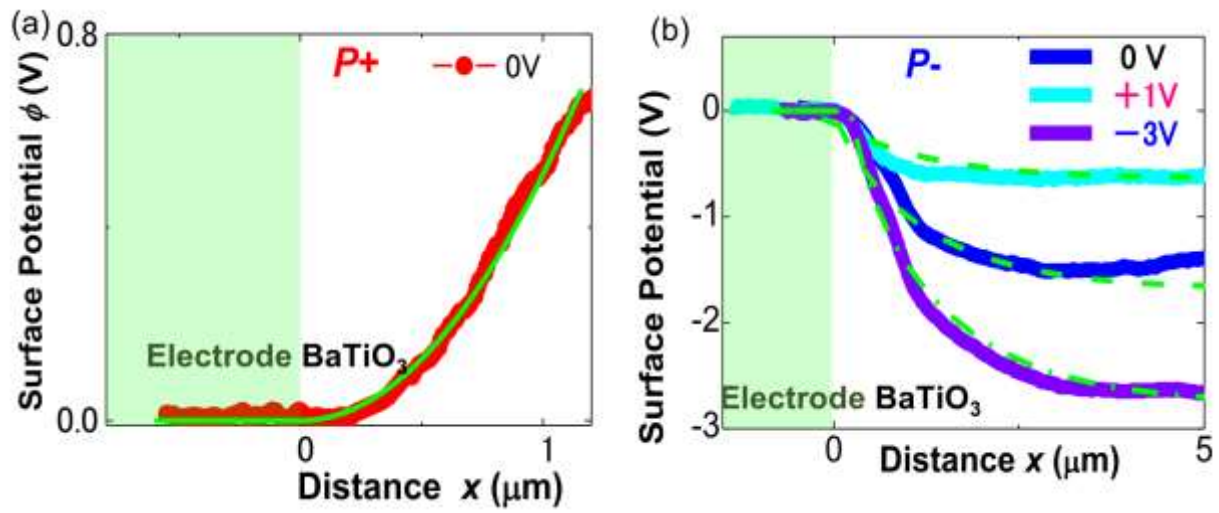 (a)
0.8
P+
0V
Surface Potential ϕ (V)
Electrode BaTiO₃
0.0
0
1
Distance x (μm)
(b)
P-
0 V
+1V
−3V
Surface Potential (V)
0
-1
-2
-3
Electrode BaTiO₃
0
5
Distance x (μm)